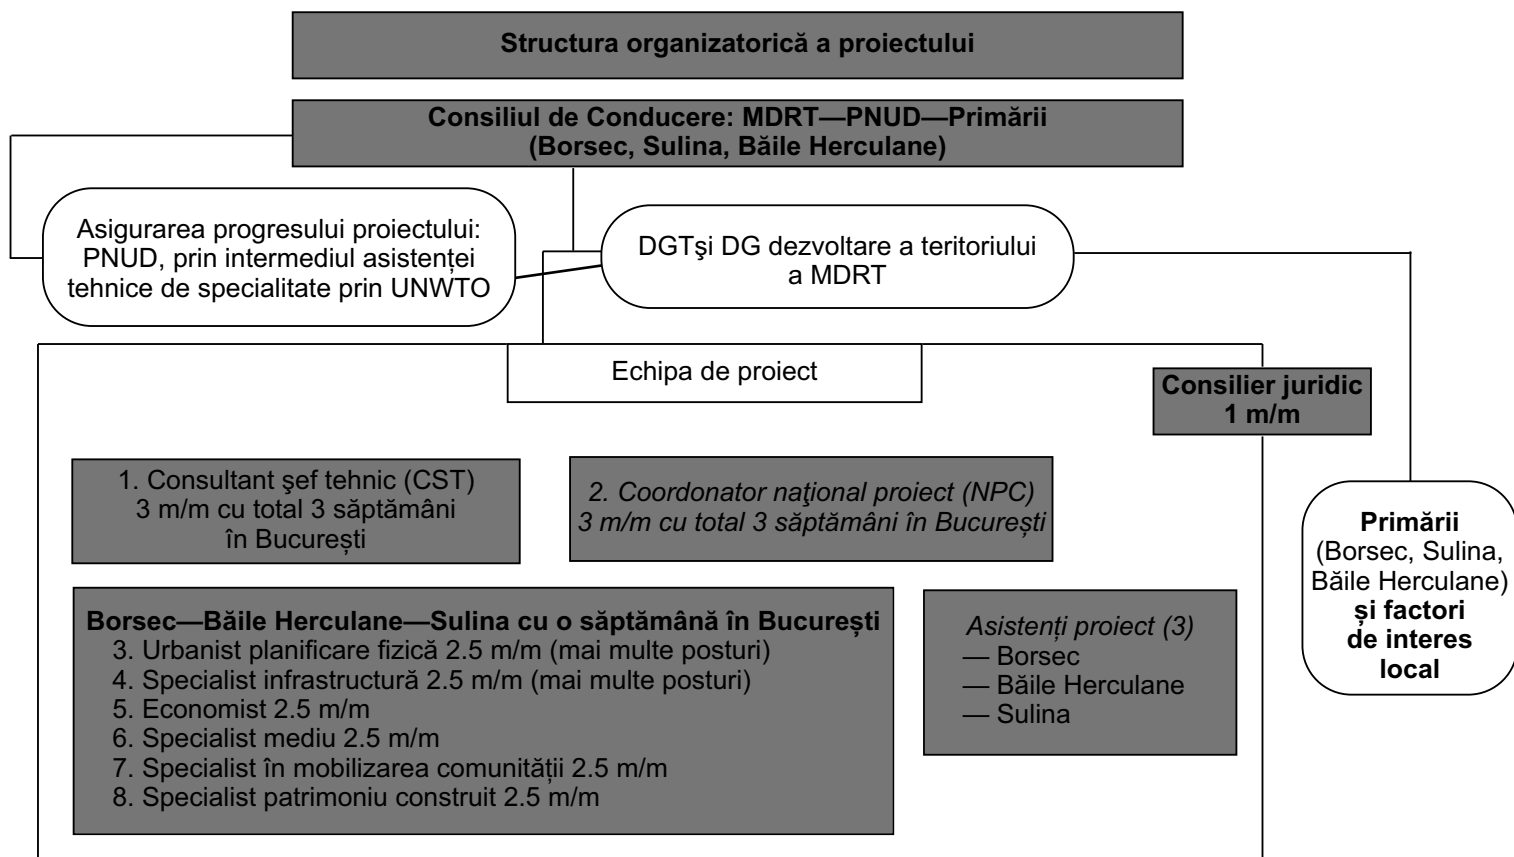 Structura organizatorică a proiectului
Consiliul de Conducere: MDRT—PNUD—Primării
(Borsec, Sulina, Băile Herculane)
Asigurarea progresului proiectului:
PNUD, prin intermediul asistenței
tehnice de specialitate prin UNWTO
DGTşi DG dezvoltare a teritoriului
a MDRT
Echipa de proiect
Consilier juridic
1 m/m
1. Consultant şef tehnic (CST)
3 m/m cu total 3 săptămâni
în București
2. Coordonator naţional proiect (NPC)
3 m/m cu total 3 săptămâni în București
Primării
(Borsec, Sulina,
Băile Herculane)
și factori
de interes
local
Borsec—Băile Herculane—Sulina cu o săptămână în București
3. Urbanist planificare fizică 2.5 m/m (mai multe posturi)
4. Specialist infrastructură 2.5 m/m (mai multe posturi)
5. Economist 2.5 m/m
6. Specialist mediu 2.5 m/m
7. Specialist în mobilizarea comunității 2.5 m/m
8. Specialist patrimoniu construit 2.5 m/m
Asistenți proiect (3)
— Borsec
— Băile Herculane
— Sulina